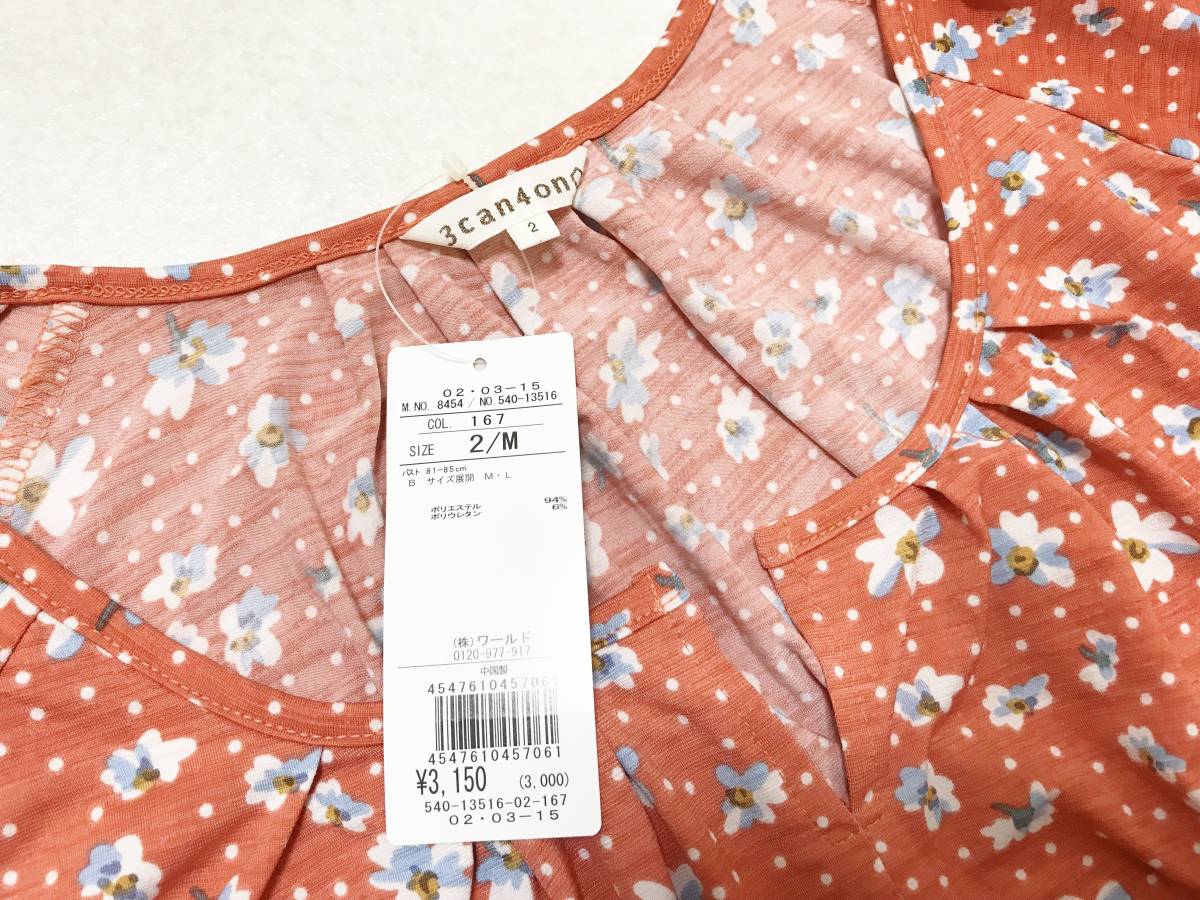 3can4on
2
02・03-15
M.NO. 8454 / NO. 540-13516
COL. 167
SIZE 2/M
バスト 81-85cm
B サイズ展開 M・L
ポリエステル 94%
ポリウレタン 6%
(株)ワールド
0120-977-917
中国製
4547610457061
4547610457061
¥3,150 (3,000)
540-13516-02-167
02・03-15